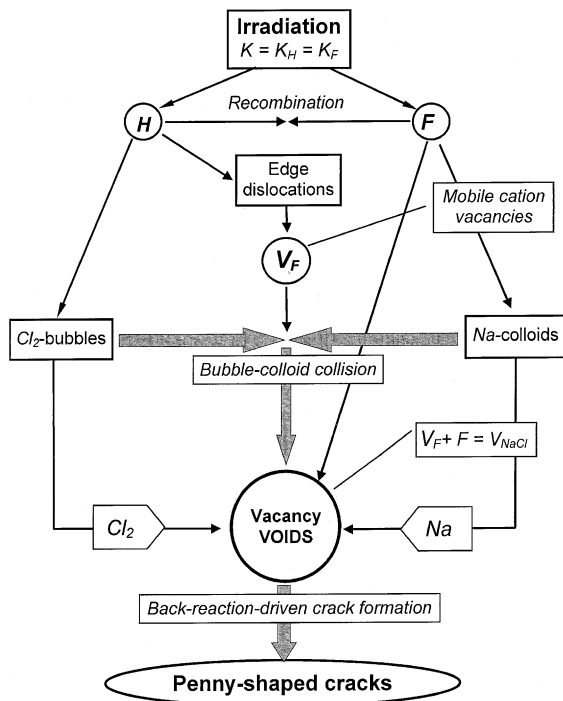 Irradiation
K = K_H = K_F
Recombination
H
F
Edge
dislocations
Mobile cation
vacancies
V_F
Cl₂-bubbles
Na-colloids
Bubble-colloid collision
V_F + F = V_NaCl
Vacancy
VOIDS
Cl₂
Na
Back-reaction-driven crack formation
Penny-shaped cracks